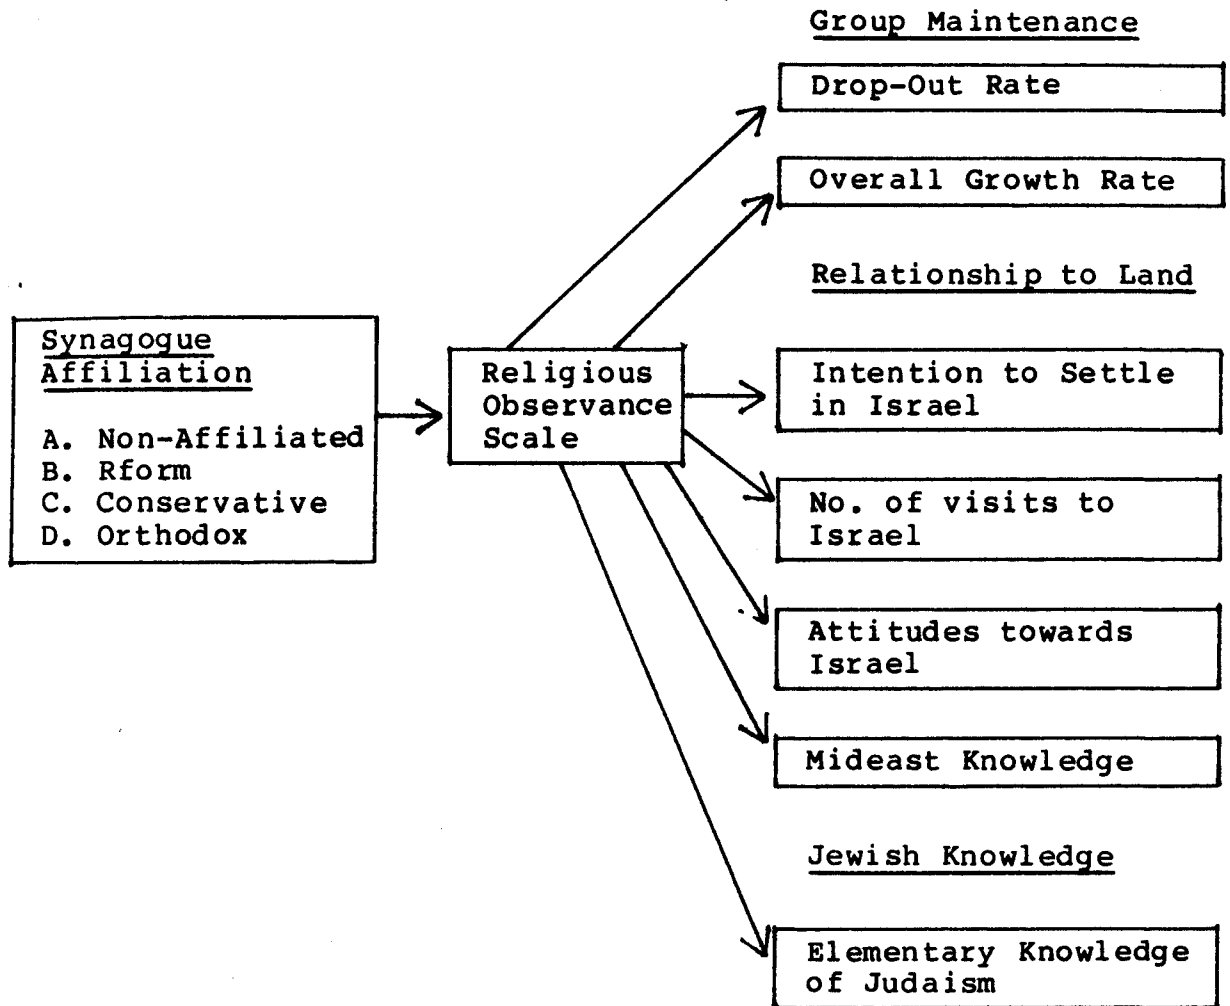 Group Maintenance
Drop-Out Rate
Overall Growth Rate
Relationship to Land
Synagogue
Affiliation
A. Non-Affiliated
B. Rform
C. Conservative
D. Orthodox
Religious
Observance
Scale
Intention to Settle
in Israel
No. of visits to
Israel
Attitudes towards
Israel
Mideast Knowledge
Jewish Knowledge
Elementary Knowledge
of Judaism